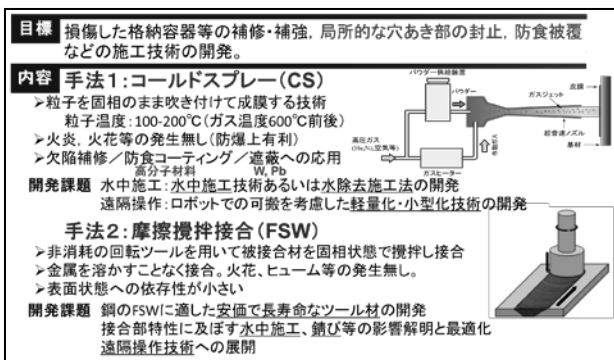 目標 損傷した格納容器等の補修・補強, 局所的な穴あき部の封止, 防食被覆
などの施工技術の開発。
内容 手法1:コールドスプレー(CS)
➢粒子を固相のまま吹き付けて成膜する技術
粒子温度:100-200℃(ガス温度600℃前後)
➢火炎, 火花等の発生無し(防爆上有利)
➢欠陥補修/防食コーティング/遮蔽への応用
高分子材料 W, Pb
開発課題 水中施工:水中施工技術あるいは水除去施工法の開発
遠隔操作:ロボットでの可搬を考慮した軽量化・小型化技術の開発
パウダー供給装置
パウダー
ガスジェット
皮膜
高圧ガス
(He,N₂,空気等)
ガスヒーター
作動ガス
超音速ノズル
基材
手法2:摩擦攪拌接合(FSW)
➢非消耗の回転ツールを用いて被接合材を固相状態で攪拌し接合
➢金属を溶かすことなく接合。火花、ヒューム等の発生無し。
➢表面状態への依存性が小さい
開発課題 鋼のFSWに適した安価で長寿命なツール材の開発
接合部特性に及ぼす水中施工、錆び等の影響解明と最適化
遠隔操作技術への展開